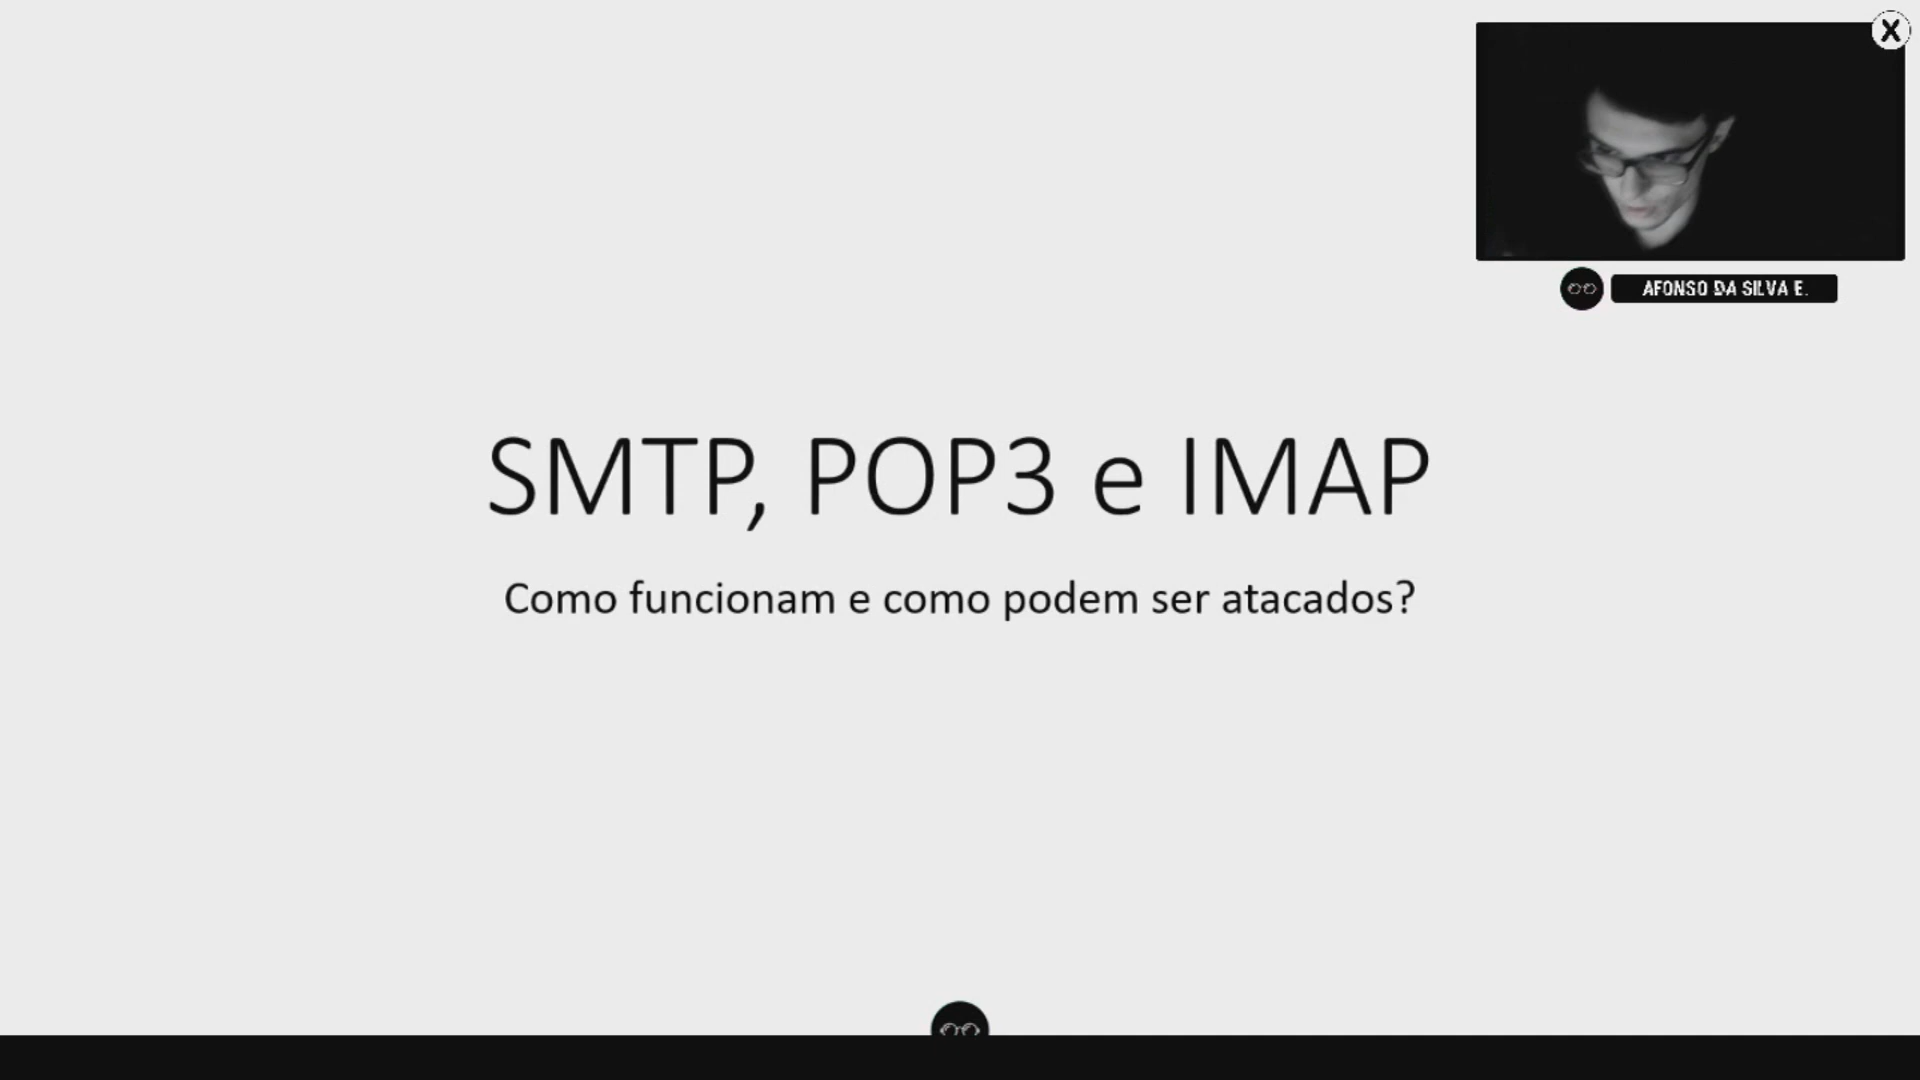 X
AFONSO DA SILVA E.
SMTP, POP3 e IMAP
Como funcionam e como podem ser atacados?